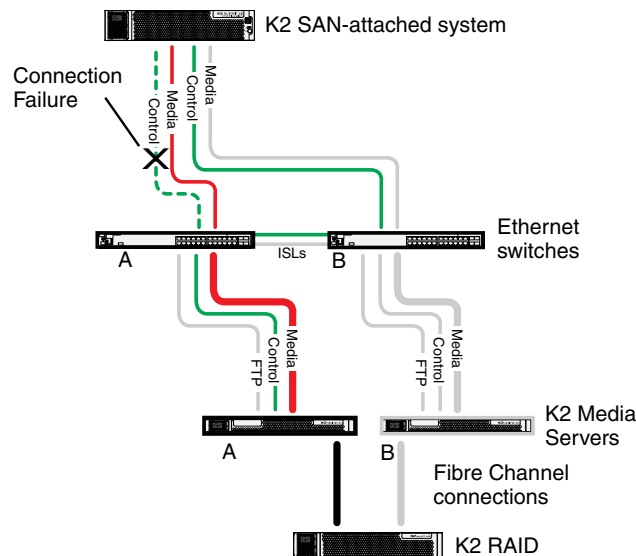 K2 SAN-attached system
Connection
Failure
Control
Media
Control
Media
Ethernet
switches
A
ISLs
B
FTP
Control
Media
FTP
Control
Media
K2 Media
Servers
A
B
Fibre Channel
connections
K2 RAID